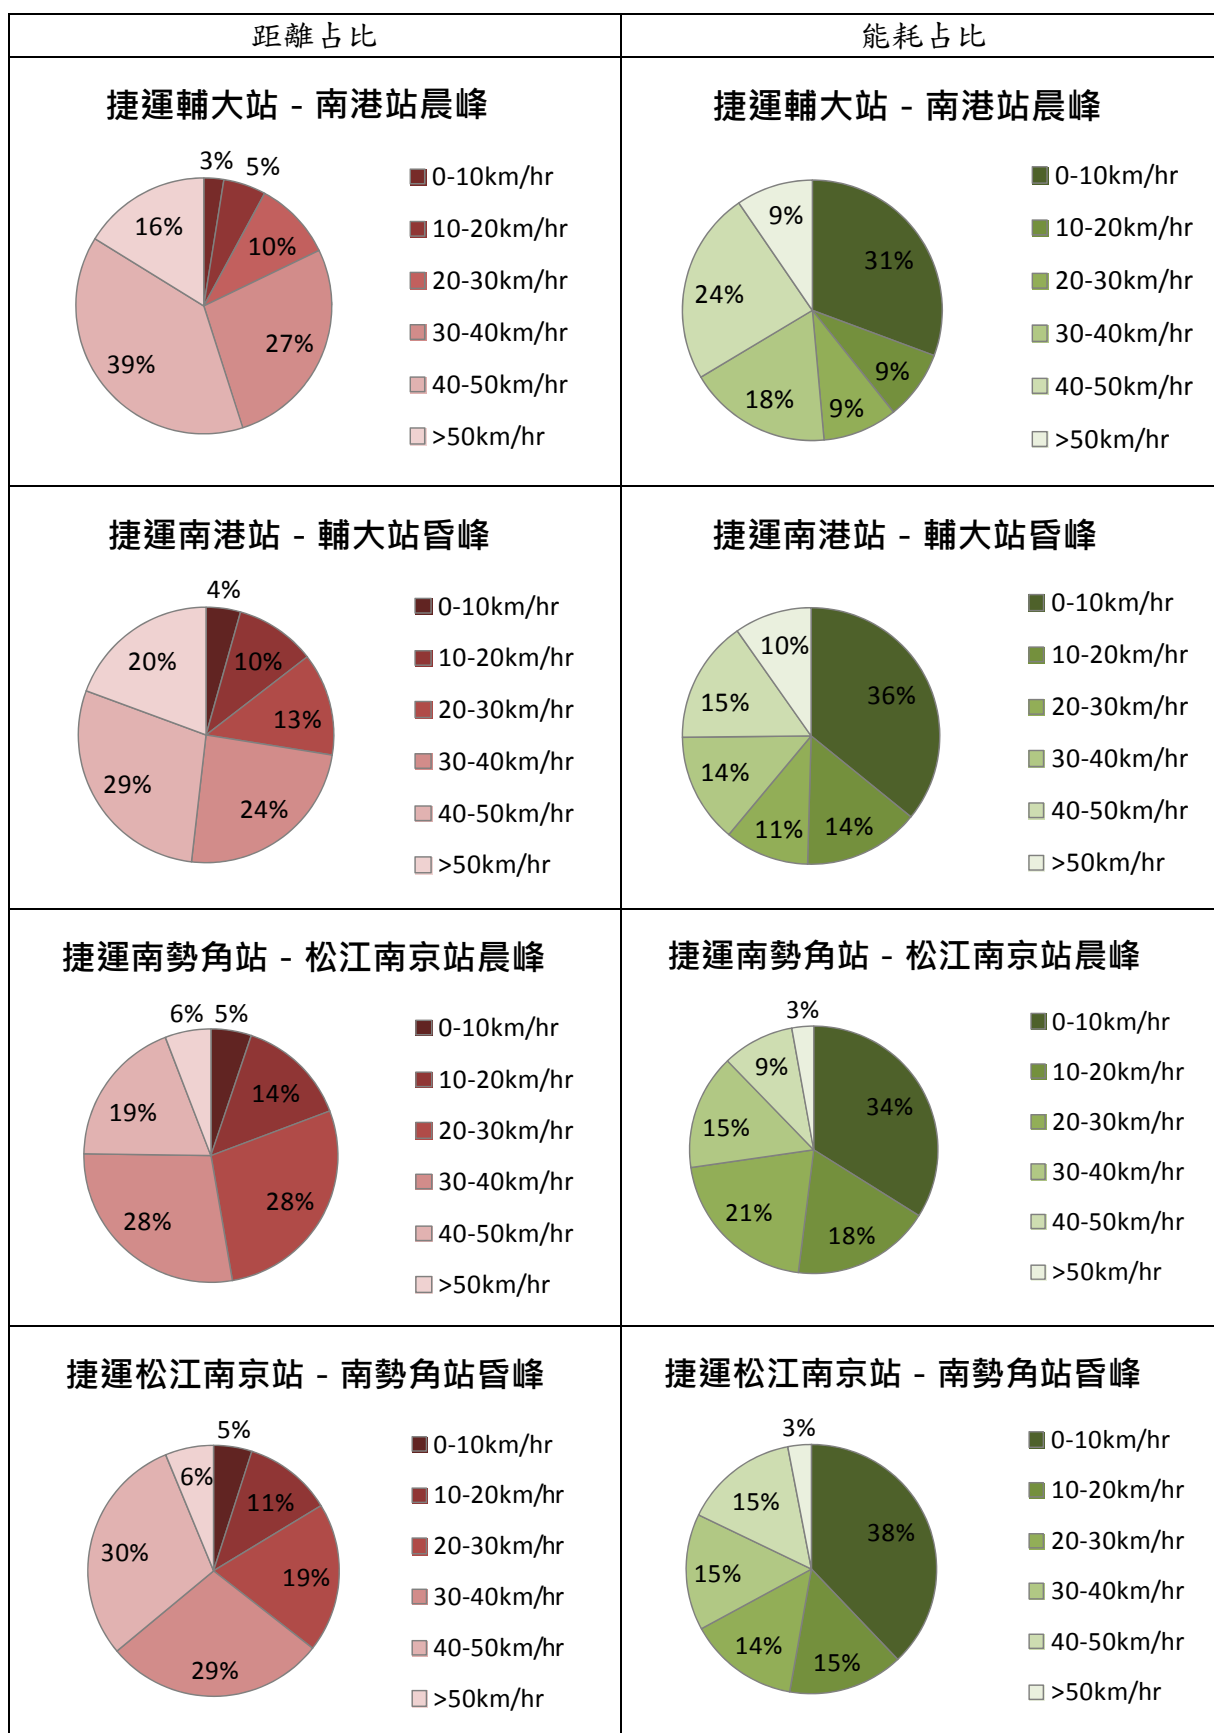 距離占比
能耗占比
捷運輔大站 - 南港站晨峰
3%
5%
10%
27%
39%
16%
0-10km/hr
10-20km/hr
20-30km/hr
30-40km/hr
40-50km/hr
>50km/hr
捷運輔大站 - 南港站晨峰
31%
9%
9%
18%
24%
9%
0-10km/hr
10-20km/hr
20-30km/hr
30-40km/hr
40-50km/hr
>50km/hr
捷運南港站 - 輔大站昏峰
4%
10%
13%
24%
29%
20%
0-10km/hr
10-20km/hr
20-30km/hr
30-40km/hr
40-50km/hr
>50km/hr
捷運南港站 - 輔大站昏峰
36%
14%
11%
14%
15%
10%
0-10km/hr
10-20km/hr
20-30km/hr
30-40km/hr
40-50km/hr
>50km/hr
捷運南勢角站 - 松江南京站晨峰
5%
14%
28%
28%
19%
6%
0-10km/hr
10-20km/hr
20-30km/hr
30-40km/hr
40-50km/hr
>50km/hr
捷運南勢角站 - 松江南京站晨峰
34%
18%
21%
15%
9%
3%
0-10km/hr
10-20km/hr
20-30km/hr
30-40km/hr
40-50km/hr
>50km/hr
捷運松江南京站 - 南勢角站昏峰
5%
11%
19%
29%
30%
6%
0-10km/hr
10-20km/hr
20-30km/hr
30-40km/hr
40-50km/hr
>50km/hr
捷運松江南京站 - 南勢角站昏峰
38%
15%
14%
15%
15%
3%
0-10km/hr
10-20km/hr
20-30km/hr
30-40km/hr
40-50km/hr
>50km/hr